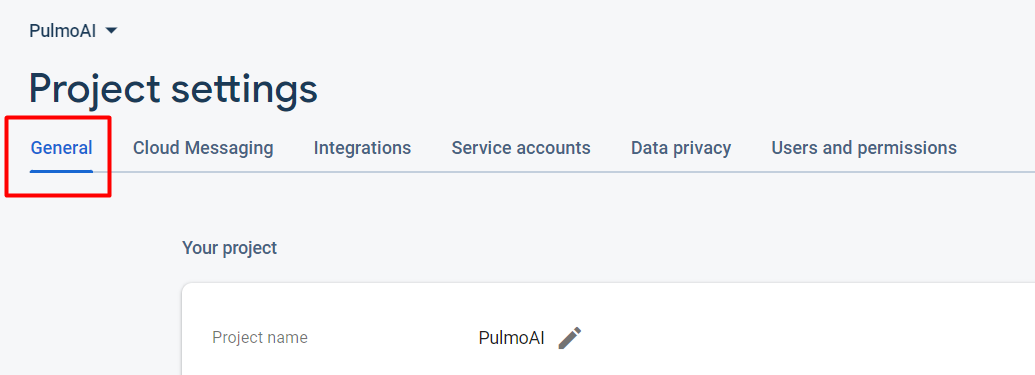 PulmoAI
Project settings
General Cloud Messaging Integrations Service accounts Data privacy Users and permissions
Your project
Project name PulmoAI